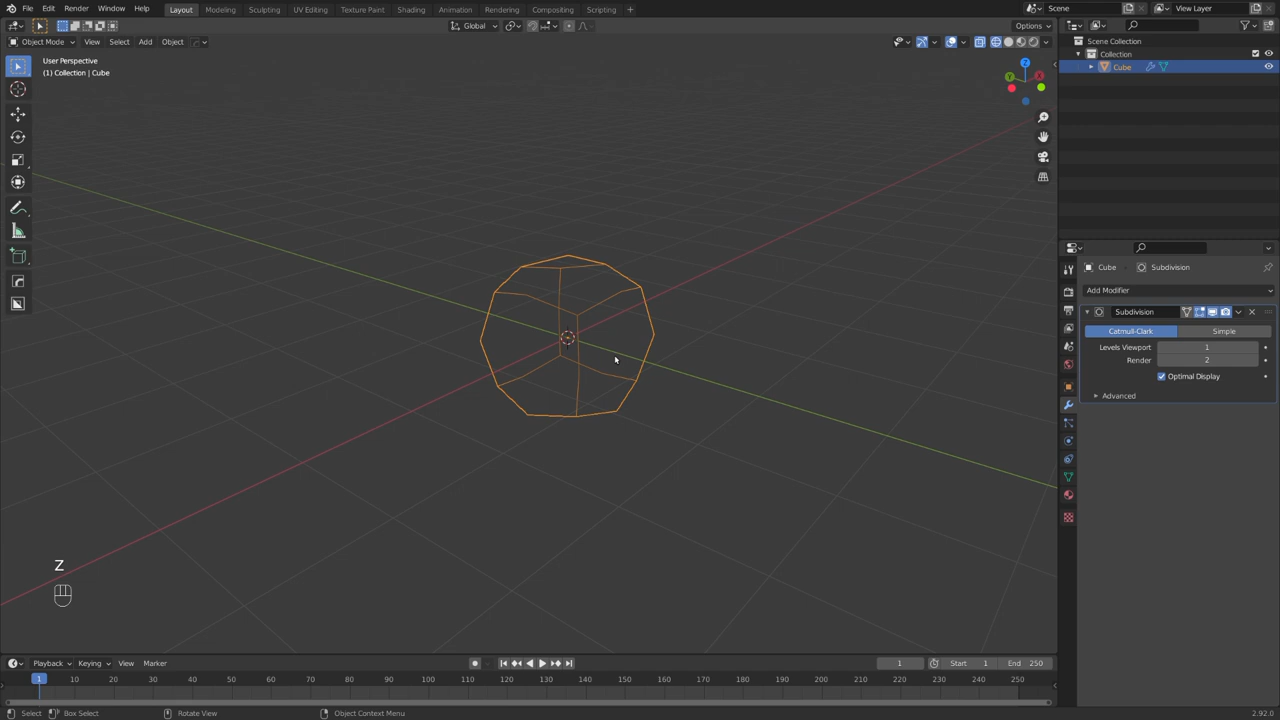 File Edit Render Window Help
Layout Modeling Sculpting UV Editing Texture Paint Shading Animation Rendering Compositing Scripting +
Scene
View Layer
Global
Options
Object Mode View Select Add Object
User Perspective
(1) Collection | Cube
Z
Y
X
Scene Collection
Collection
Cube
Cube Subdivision
Add Modifier
Subdivision
Catmull-Clark Simple
Levels Viewport 1
Render 2
Optimal Display
Advanced
Z
Playback Keying View Marker
1 Start 1 End 250
1 10 20 30 40 50 60 70 80 90 100 110 120 130 140 150 160 170 180 190 200 210 220 230 240 250
Select Box Select Rotate View Object Context Menu 2.92.0